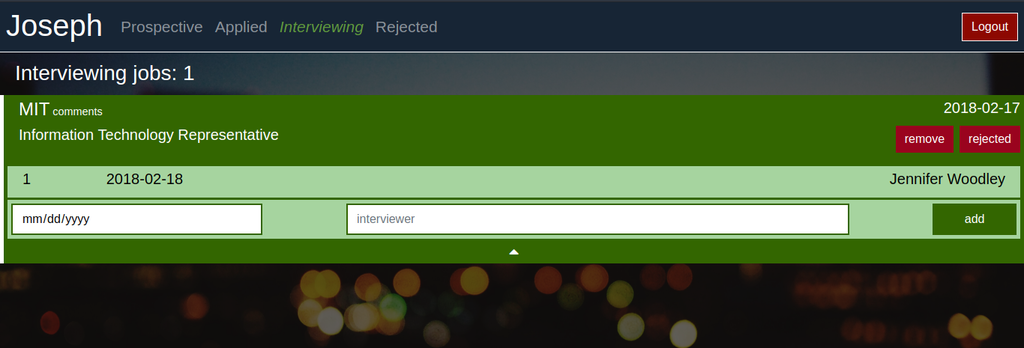 Joseph Prospective Applied Interviewing Rejected Logout
Interviewing jobs: 1
MIT comments 2018-02-17
Information Technology Representative remove rejected
1 2018-02-18 Jennifer Woodley
mm/dd/yyyy interviewer add